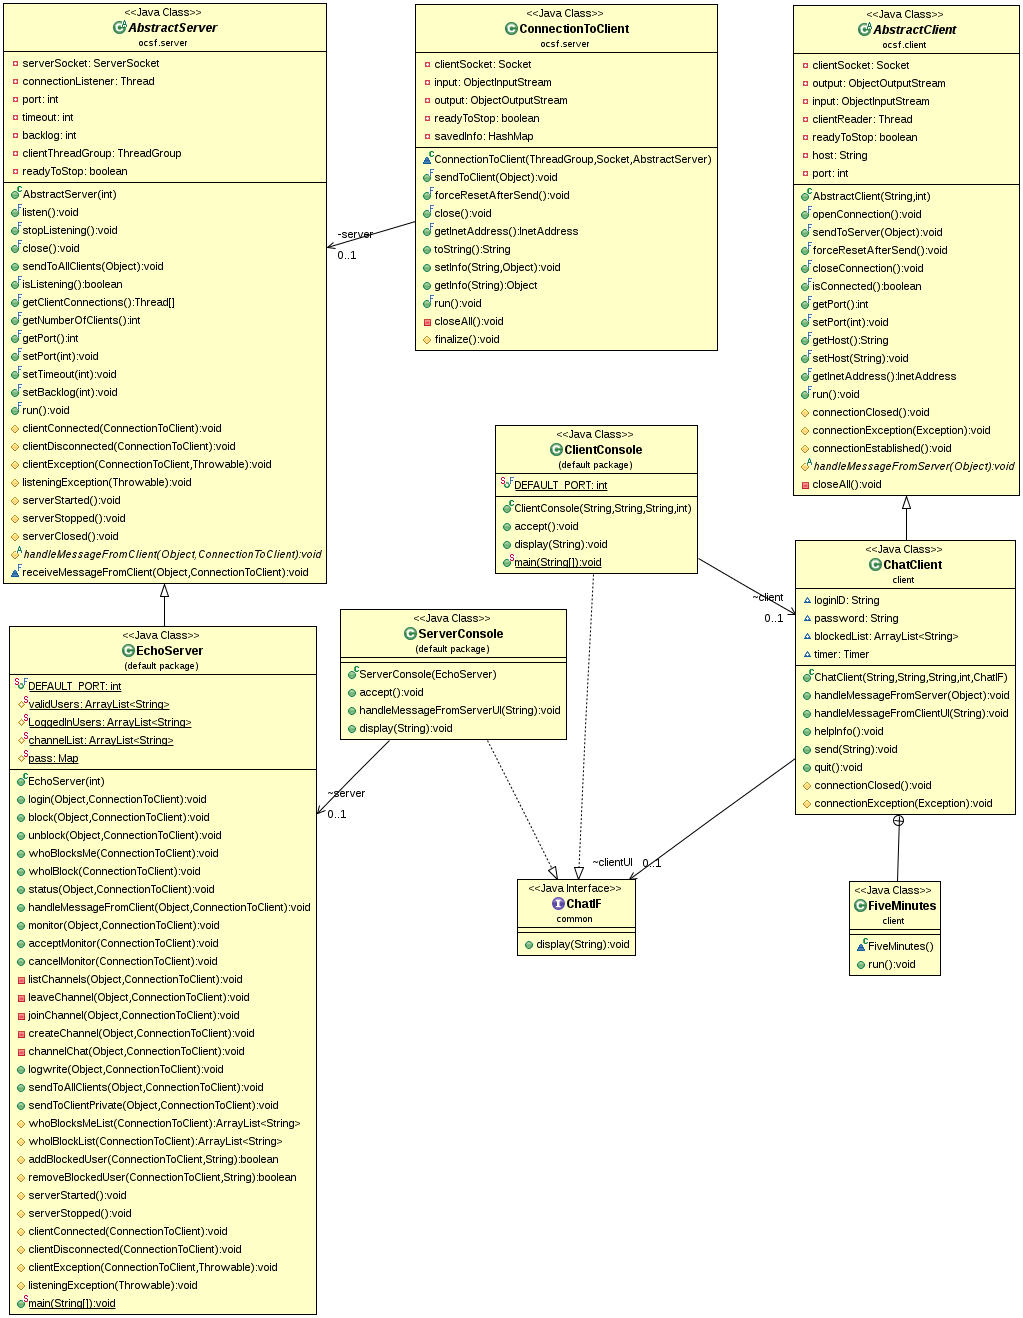 <<Java Class>>
AbstractServer
ocsf.server
serverSocket: ServerSocket
connectionListener: Thread
port: int
timeout: int
backlog: int
clientThreadGroup: ThreadGroup
readyToStop: boolean
AbstractServer(int)
listen():void
stopListening():void
close():void
sendToAllClients(Object):void
isListening():boolean
getClientConnections():Thread[]
getNumberOfClients():int
getPort():int
setPort(int):void
setTimeout(int):void
setBacklog(int):void
run():void
clientConnected(ConnectionToClient):void
clientDisconnected(ConnectionToClient):void
clientException(ConnectionToClient,Throwable):void
listeningException(Throwable):void
serverStarted():void
serverStopped():void
serverClosed():void
handleMessageFromClient(Object,ConnectionToClient):void
receiveMessageFromClient(Object,ConnectionToClient):void
<<Java Class>>
ConnectionToClient
ocsf.server
clientSocket: Socket
input: ObjectInputStream
output: ObjectOutputStream
readyToStop: boolean
savedInfo: HashMap
ConnectionToClient(ThreadGroup,Socket,AbstractServer)
sendToClient(Object):void
forceResetAfterSend():void
close():void
getInetAddress():InetAddress
toString():String
setInfo(String,Object):void
getInfo(String):Object
run():void
closeAll():void
finalize():void
-server
0..1
<<Java Class>>
AbstractClient
ocsf.client
clientSocket: Socket
output: ObjectOutputStream
input: ObjectInputStream
clientReader: Thread
readyToStop: boolean
host: String
port: int
AbstractClient(String,int)
openConnection():void
sendToServer(Object):void
forceResetAfterSend():void
closeConnection():void
isConnected():boolean
getPort():int
setPort(int):void
getHost():String
setHost(String):void
getInetAddress():InetAddress
run():void
connectionClosed():void
connectionException(Exception):void
connectionEstablished():void
handleMessageFromServer(Object):void
closeAll():void
<<Java Class>>
ClientConsole
(default package)
DEFAULT_PORT: int
ClientConsole(String,String,String,int)
accept():void
display(String):void
main(String[]):void
~client
0..1
<<Java Class>>
ChatClient
client
loginID: String
password: String
blockedList: ArrayList<String>
timer: Timer
ChatClient(String,String,String,int,ChatIF)
handleMessageFromServer(Object):void
handleMessageFromClientUI(String):void
helpInfo():void
send(String):void
quit():void
connectionClosed():void
connectionException(Exception):void
<<Java Class>>
ServerConsole
(default package)
ServerConsole(EchoServer)
accept():void
handleMessageFromServerUI(String):void
display(String):void
~server
0..1
<<Java Class>>
EchoServer
(default package)
DEFAULT_PORT: int
validUsers: ArrayList<String>
LoggedInUsers: ArrayList<String>
channelList: ArrayList<String>
pass: Map
EchoServer(int)
login(Object,ConnectionToClient):void
block(Object,ConnectionToClient):void
unblock(Object,ConnectionToClient):void
whoBlocksMe(ConnectionToClient):void
whoIBlock(ConnectionToClient):void
status(Object,ConnectionToClient):void
handleMessageFromClient(Object,ConnectionToClient):void
monitor(Object,ConnectionToClient):void
acceptMonitor(ConnectionToClient):void
cancelMonitor(ConnectionToClient):void
listChannels(Object,ConnectionToClient):void
leaveChannel(Object,ConnectionToClient):void
joinChannel(Object,ConnectionToClient):void
createChannel(Object,ConnectionToClient):void
channelChat(Object,ConnectionToClient):void
logwrite(Object,ConnectionToClient):void
sendToAllClients(Object,ConnectionToClient):void
sendToClientPrivate(Object,ConnectionToClient):void
whoBlocksMeList(ConnectionToClient):ArrayList<String>
whoIBlockList(ConnectionToClient):ArrayList<String>
addBlockedUser(ConnectionToClient,String):boolean
removeBlockedUser(ConnectionToClient,String):boolean
serverStarted():void
serverStopped():void
clientConnected(ConnectionToClient):void
clientDisconnected(ConnectionToClient):void
clientException(ConnectionToClient,Throwable):void
listeningException(Throwable):void
main(String[]):void
~clientUI
0..1
<<Java Interface>>
ChatIF
common
display(String):void
<<Java Class>>
FiveMinutes
client
FiveMinutes()
run():void